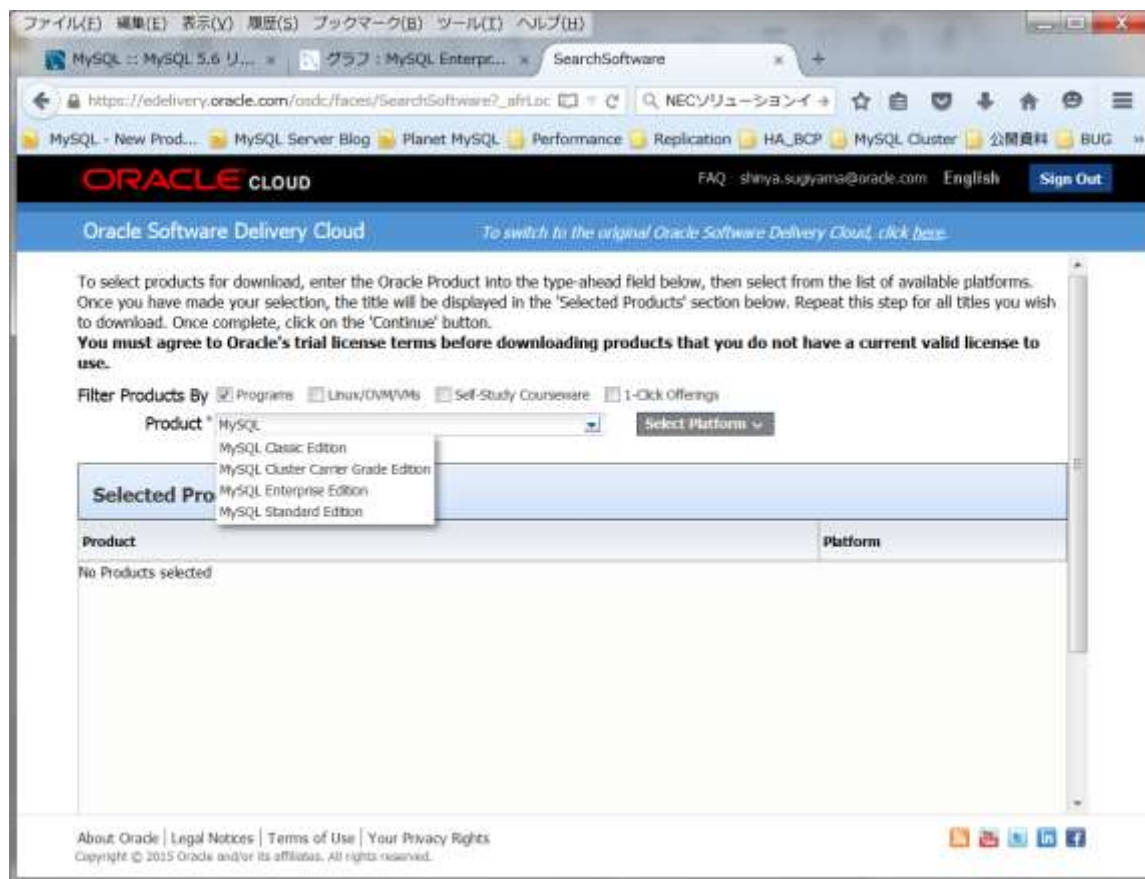 ファイル(F) 編集(E) 表示(V) 履歴(S) ブックマーク(B) ツール(T) ヘルプ(H)
MySQL :: MySQL 5.6 リ... × グラフ : MySQL Enterpr... × SearchSoftware × +
https://edelivery.oracle.com/osdc/faces/SearchSoftware?_afrLoc NECソリューションイ
MySQL - New Prod... MySQL Server Blog Planet MySQL Performance Replication HA_BCP MySQL Cluster 公開資料 BUG »
ORACLE CLOUD FAQ shinya.sugiyama@oracle.com English Sign Out
Oracle Software Delivery Cloud To switch to the original Oracle Software Delivery Cloud, click here.
To select products for download, enter the Oracle Product into the type-ahead field below, then select from the list of available platforms.
Once you have made your selection, the title will be displayed in the 'Selected Products' section below. Repeat this step for all titles you wish
to download. Once complete, click on the 'Continue' button.
You must agree to Oracle's trial license terms before downloading products that you do not have a current valid license to
use.
Filter Products By Programs Linux/OVM/VMs Self-Study Courseware 1-Click Offerings
Product * MySQL Select Platform
MySQL Classic Edition
MySQL Cluster Carrier Grade Edition
MySQL Enterprise Edition
MySQL Standard Edition
Selected Pro
Product Platform
No Products selected
About Oracle | Legal Notices | Terms of Use | Your Privacy Rights
Copyright © 2015 Oracle and/or its affiliates. All rights reserved.